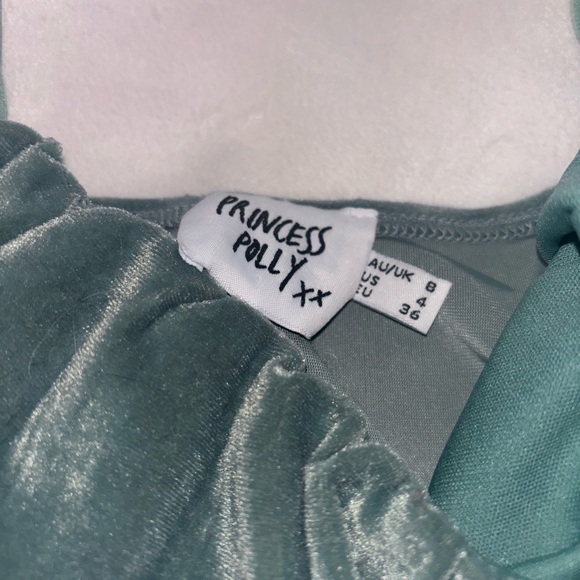 PRINCESS
POLLY
xx
AU/UK 8
US 4
EU 36